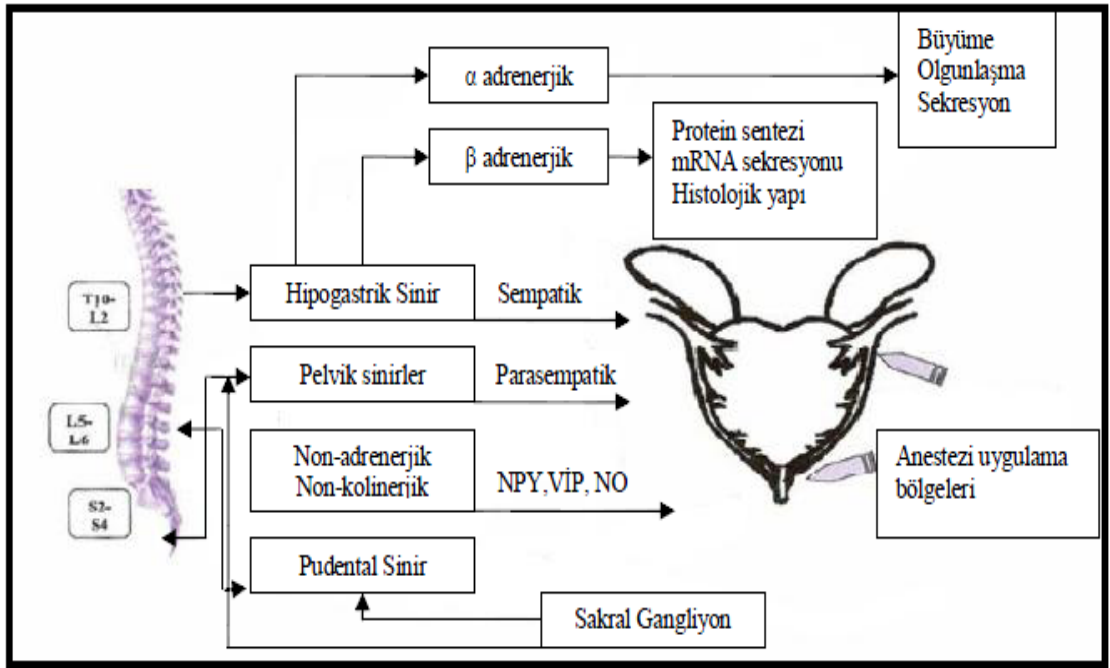 α adrenerjik
Büyüme
Olgunlaşma
Sekresyon
β adrenerjik
Protein sentezi
mRNA sekresyonu
Histolojik yapı
T10-
L2
Hipogastrik Sinir
Sempatik
Pelvik sinirler
Parasempatik
L5-
L6
Non-adrenerjik
Non-kolinerjik
NPY,VİP, NO
Anestezi uygulama
bölgeleri
S2-
S4
Pudental Sinir
Sakral Gangliyon